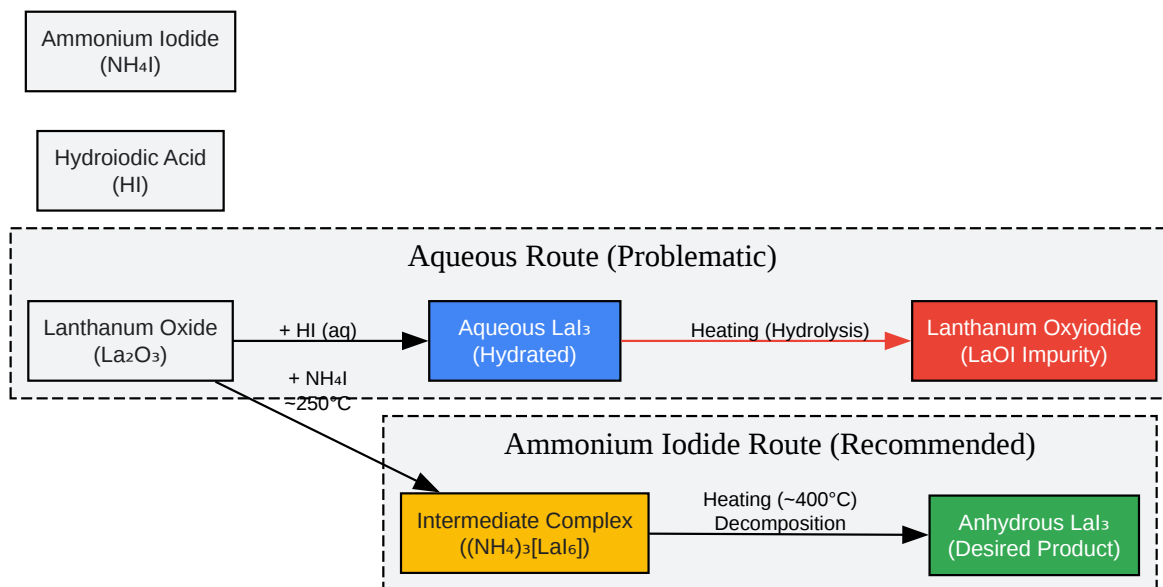 Ammonium Iodide
(NH₄I)
Hydroiodic Acid
(HI)
Aqueous Route (Problematic)
Lanthanum Oxide
(La₂O₃)
+ HI (aq)
Aqueous LaI₃
(Hydrated)
Heating (Hydrolysis)
Lanthanum Oxyiodide
(LaOI Impurity)
+ NH₄I
~250°C
Ammonium Iodide Route (Recommended)
Intermediate Complex
((NH₄)₃[LaI₆])
Heating (~400°C)
Decomposition
Anhydrous LaI₃
(Desired Product)